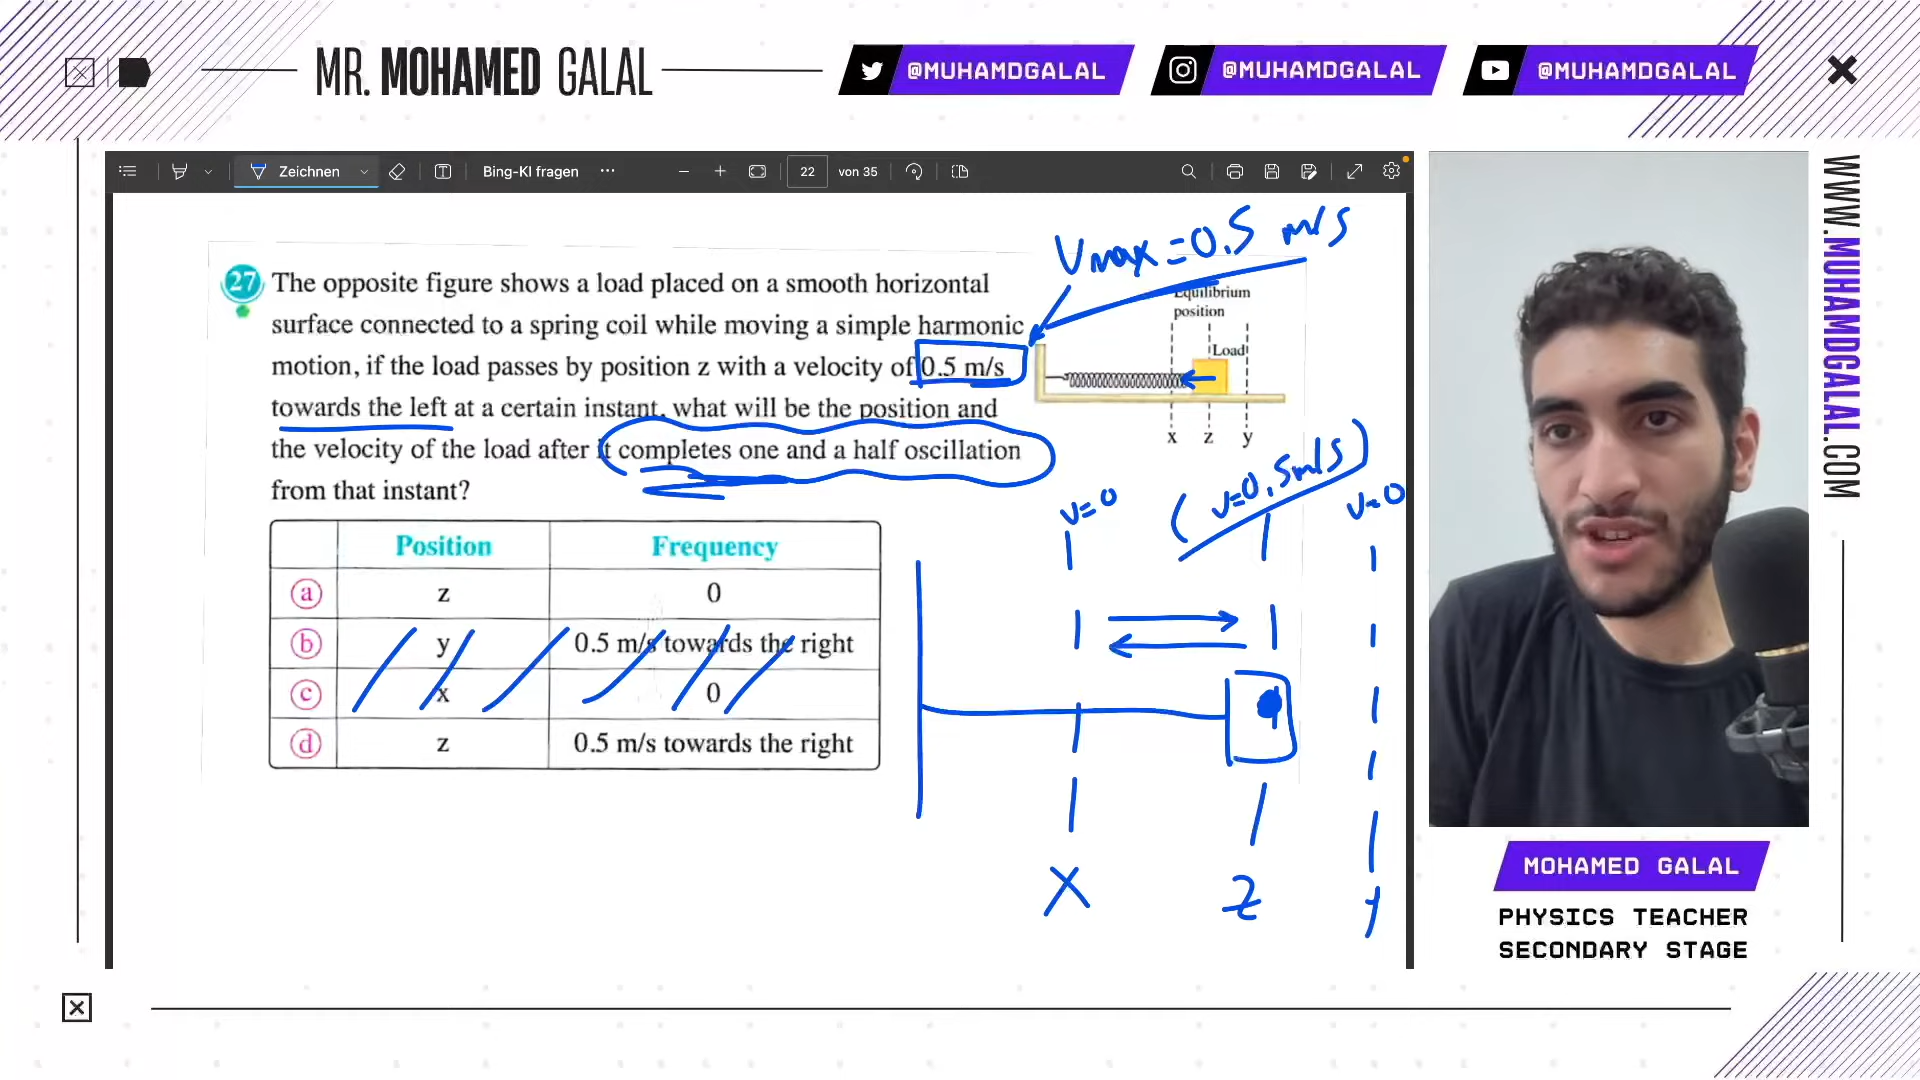 MR. MOHAMED GALAL
@MUHAMDGALAL
@MUHAMDGALAL
@MUHAMDGALAL
Zeichnen
Bing-KI fragen
22
von 35
27
The opposite figure shows a load placed on a smooth horizontal
surface connected to a spring coil while moving a simple harmonic
motion, if the load passes by position z with a velocity of 0.5 m/s
towards the left at a certain instant, what will be the position and
the velocity of the load after it completes one and a half oscillation
from that instant?
Position Frequency
a z 0
b y 0.5 m/s towards the right
c x 0
d z 0.5 m/s towards the right
Vmax = 0.5 m/s
Equilibrium
position
Load
x z y
v=0
(v=0.5m/s)
v=0
X Z y
WWW.MUHAMDGALAL.COM
MOHAMED GALAL
PHYSICS TEACHER
SECONDARY STAGE